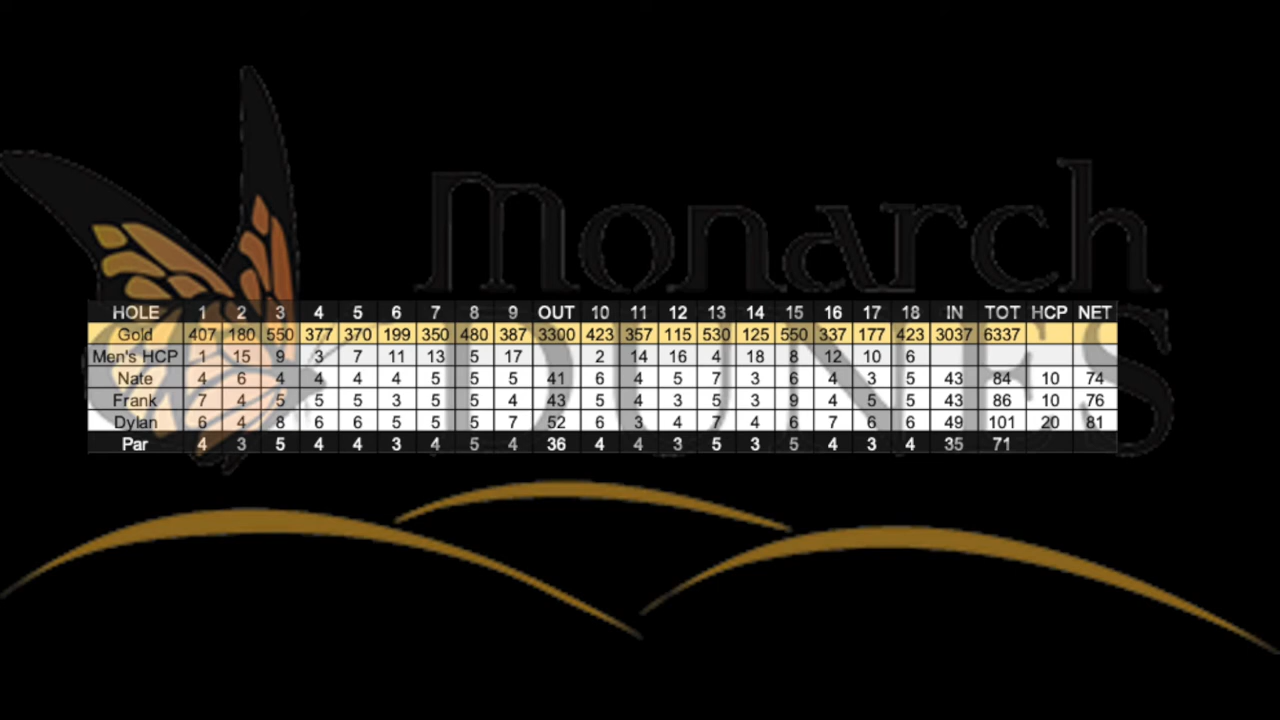 Monarch
DUNES
HOLE 1 2 3 4 5 6 7 8 9 OUT 10 11 12 13 14 15 16 17 18 IN TOT HCP NET
Gold 407 180 550 377 370 199 350 480 387 3300 423 357 115 530 125 550 337 177 423 3037 6337
Men's HCP 1 15 9 3 7 11 13 5 17 2 14 16 4 18 8 12 10 6
Nate 4 6 4 4 4 4 5 5 5 41 6 4 5 7 3 6 4 3 5 43 84 10 74
Frank 7 4 5 5 5 3 5 5 4 43 5 4 3 5 3 9 4 5 5 43 86 10 76
Dylan 6 4 8 6 6 5 5 5 7 52 6 3 4 7 4 6 7 6 6 49 101 20 81
Par 4 3 5 4 4 3 4 5 4 36 4 4 3 5 3 5 4 3 4 35 71